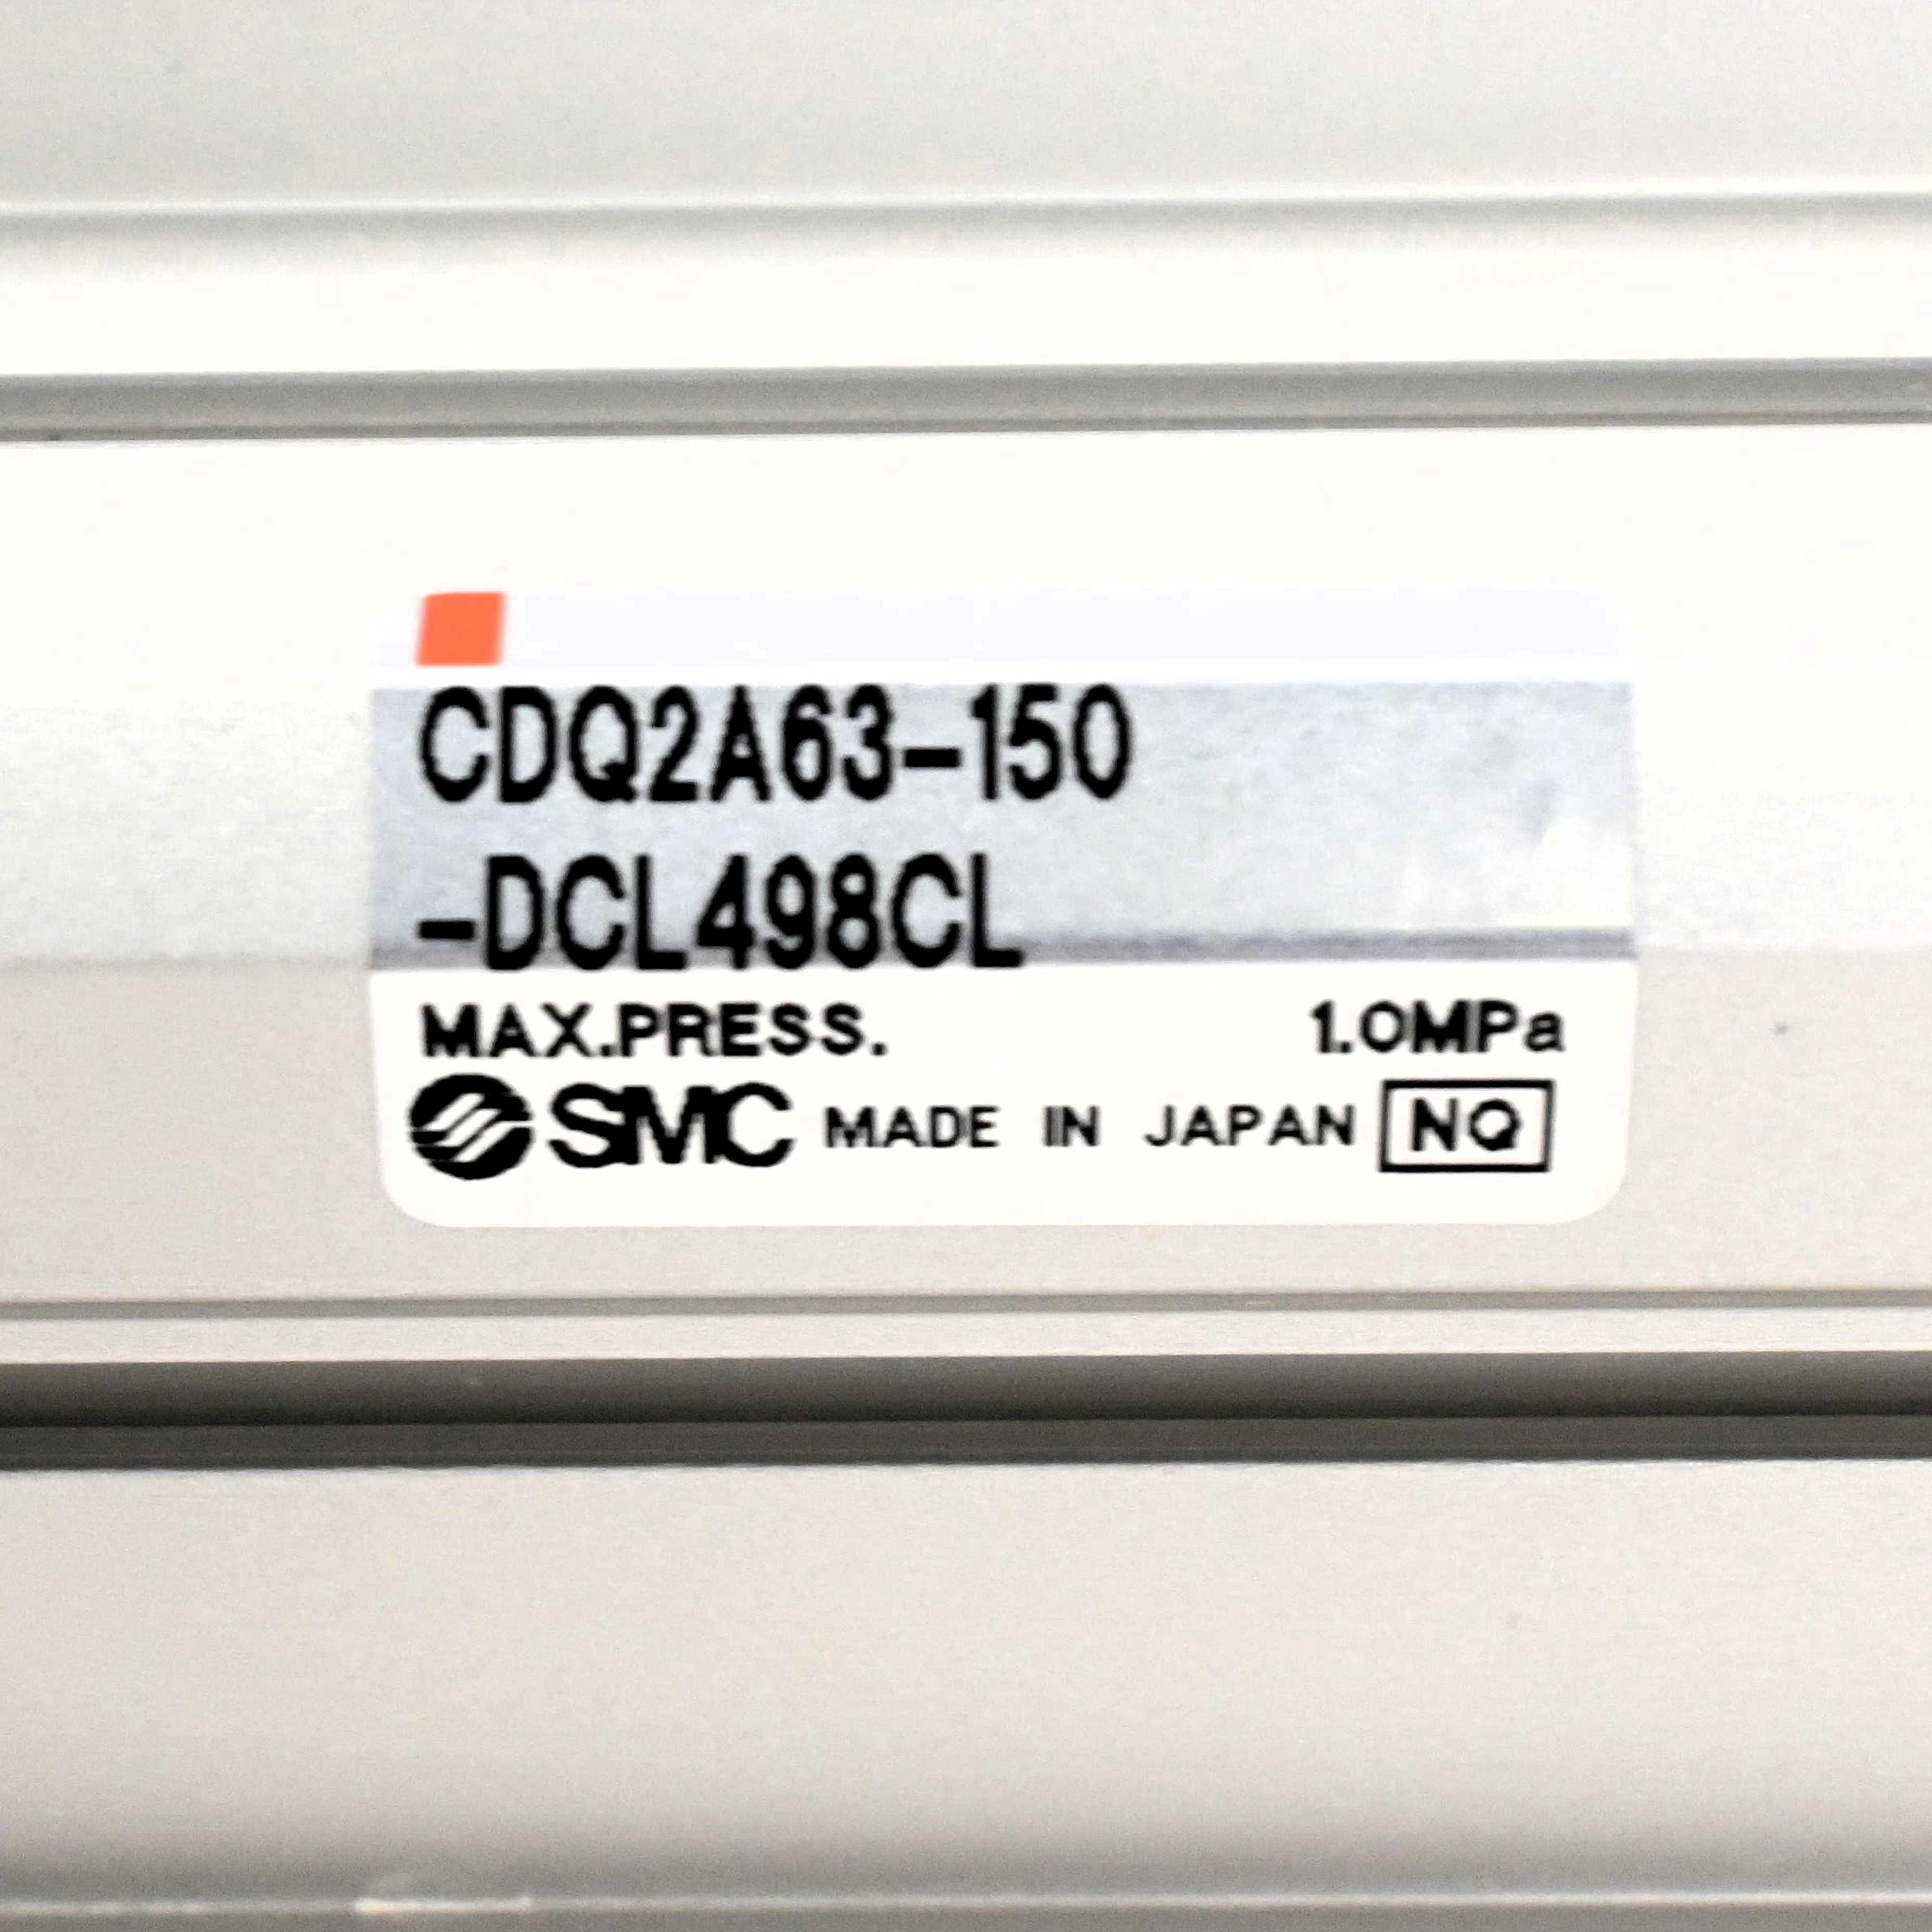 CDQ2A63-150
-DCL498CL
MAX.PRESS. 1.0MPa
SMC MADE IN JAPAN NQ